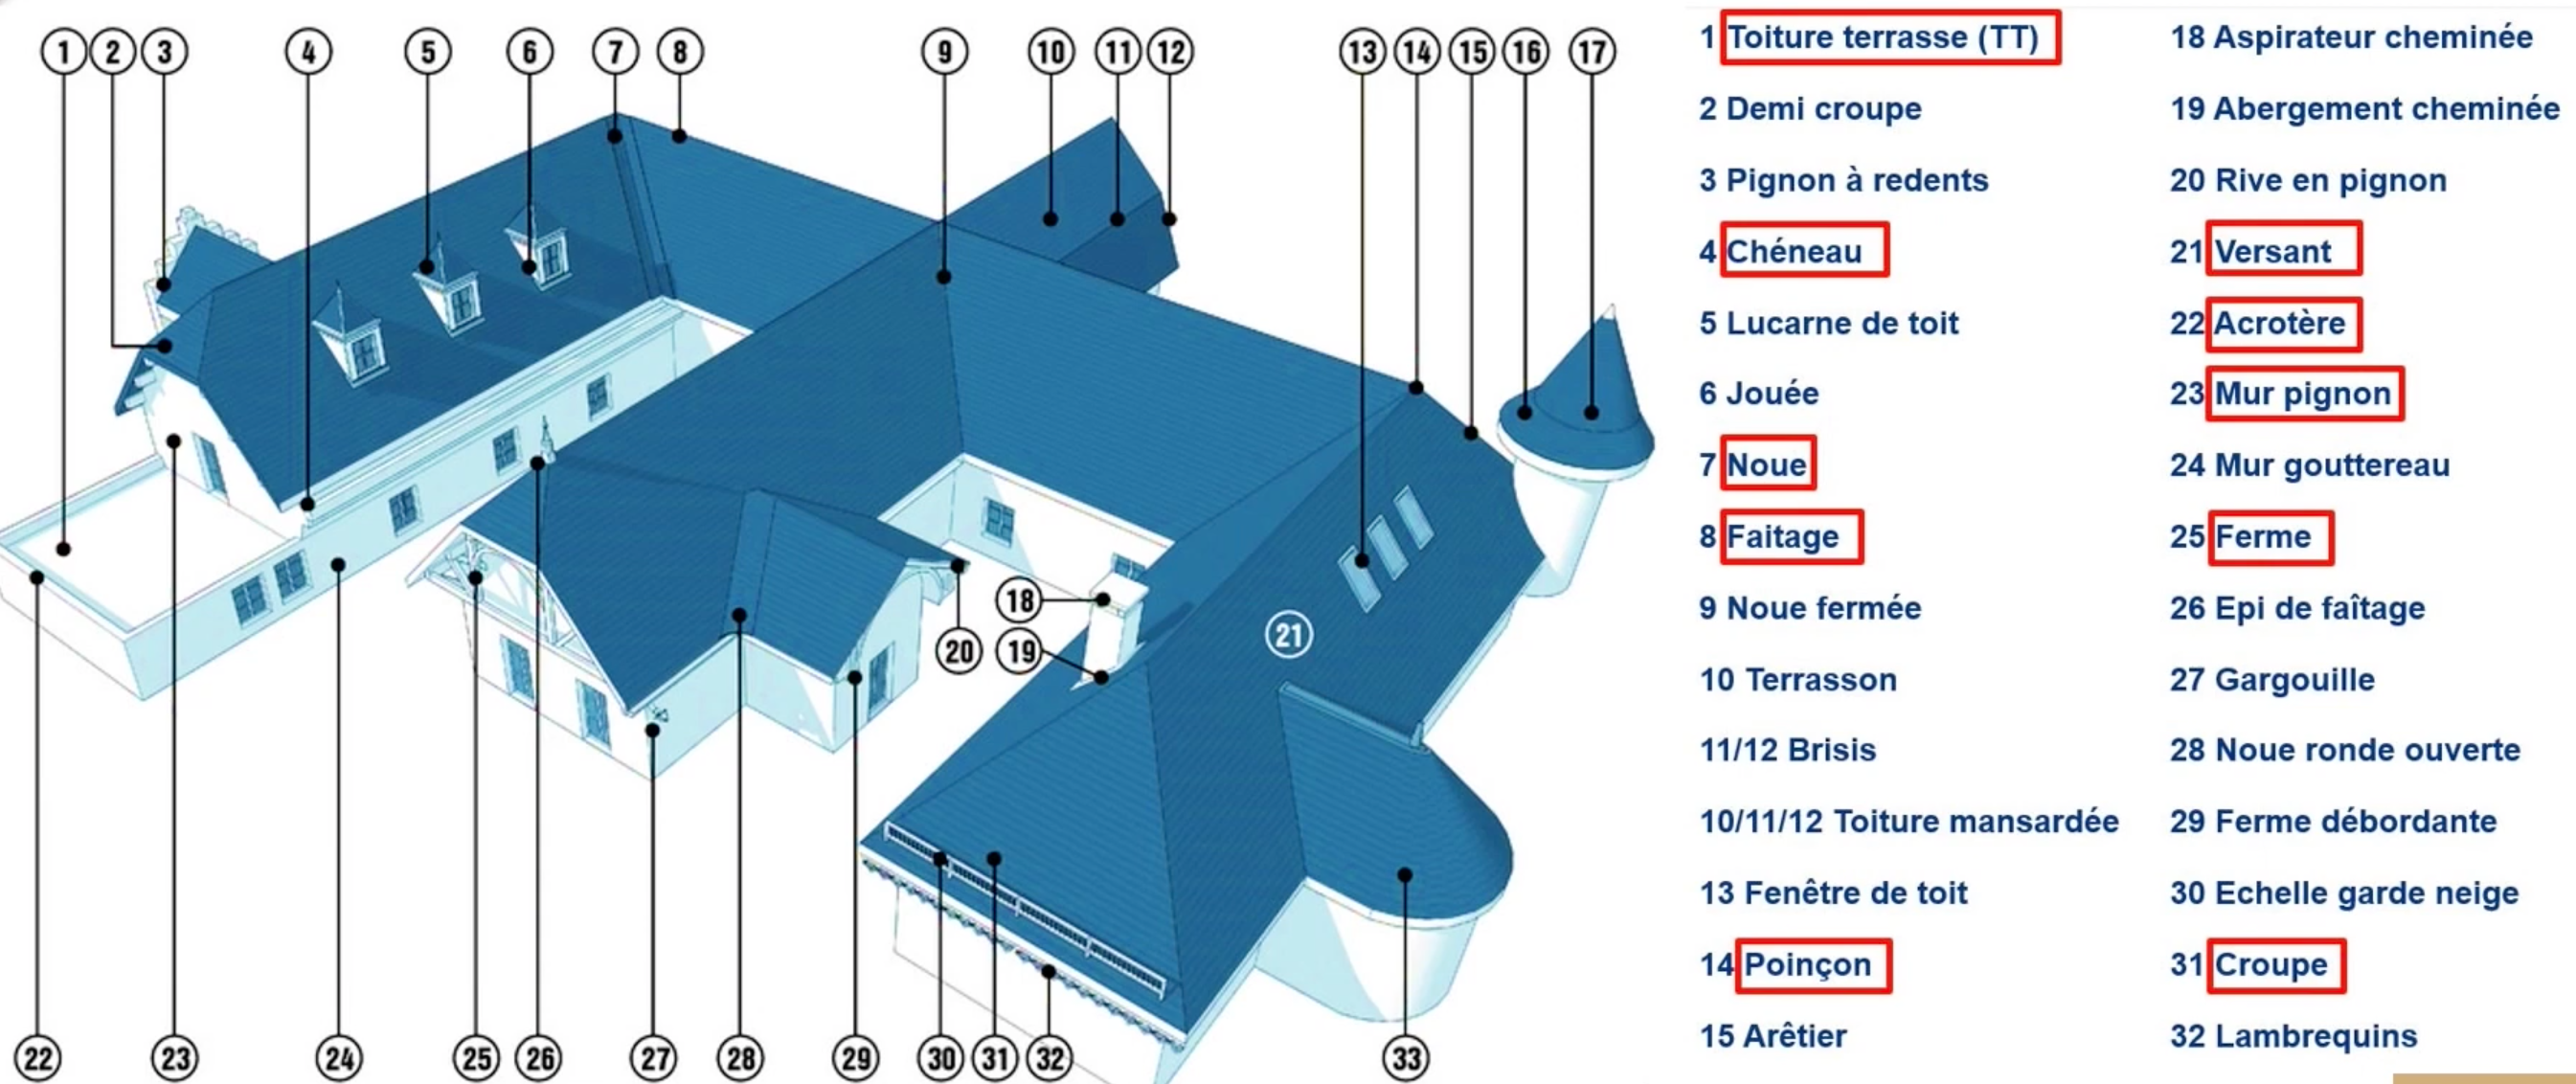 1 2 3 4 5 6 7 8 9 10 11 12 13 14 15 16 17
18
19
20
21
22 23 24 25 26 27 28 29 30 31 32 33
1 Toiture terrasse (TT)
2 Demi croupe
3 Pignon à redents
4 Chéneau
5 Lucarne de toit
6 Jouée
7 Noue
8 Faitage
9 Noue fermée
10 Terrasson
11/12 Brisis
10/11/12 Toiture mansardée
13 Fenêtre de toit
14 Poinçon
15 Arêtier
18 Aspirateur cheminée
19 Abergement cheminée
20 Rive en pignon
21 Versant
22 Acrotère
23 Mur pignon
24 Mur gouttereau
25 Ferme
26 Epi de faîtage
27 Gargouille
28 Noue ronde ouverte
29 Ferme débordante
30 Echelle garde neige
31 Croupe
32 Lambrequins